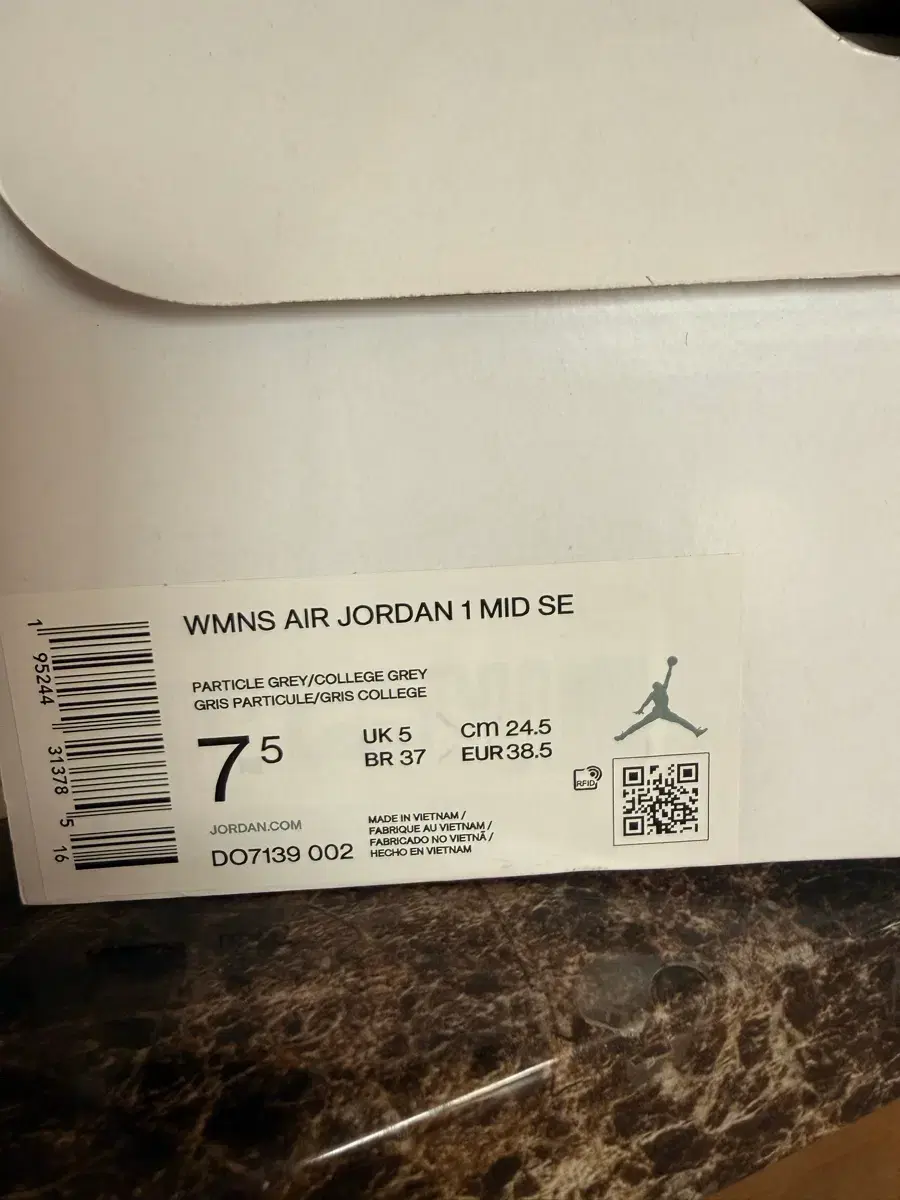 WMNS AIR JORDAN 1 MID SE
PARTICLE GREY/COLLEGE GREY
GRIS PARTICULE/GRIS COLLEGE
7 5
UK 5 cm 24.5
BR 37 EUR 38.5
RFID
JORDAN.COM
DO7139 002
MADE IN VIETNAM /
FABRIQUE AU VIETNAM /
FABRICADO NO VIETNÃ /
HECHO EN VIETNAM
1 95244 31378 5 16